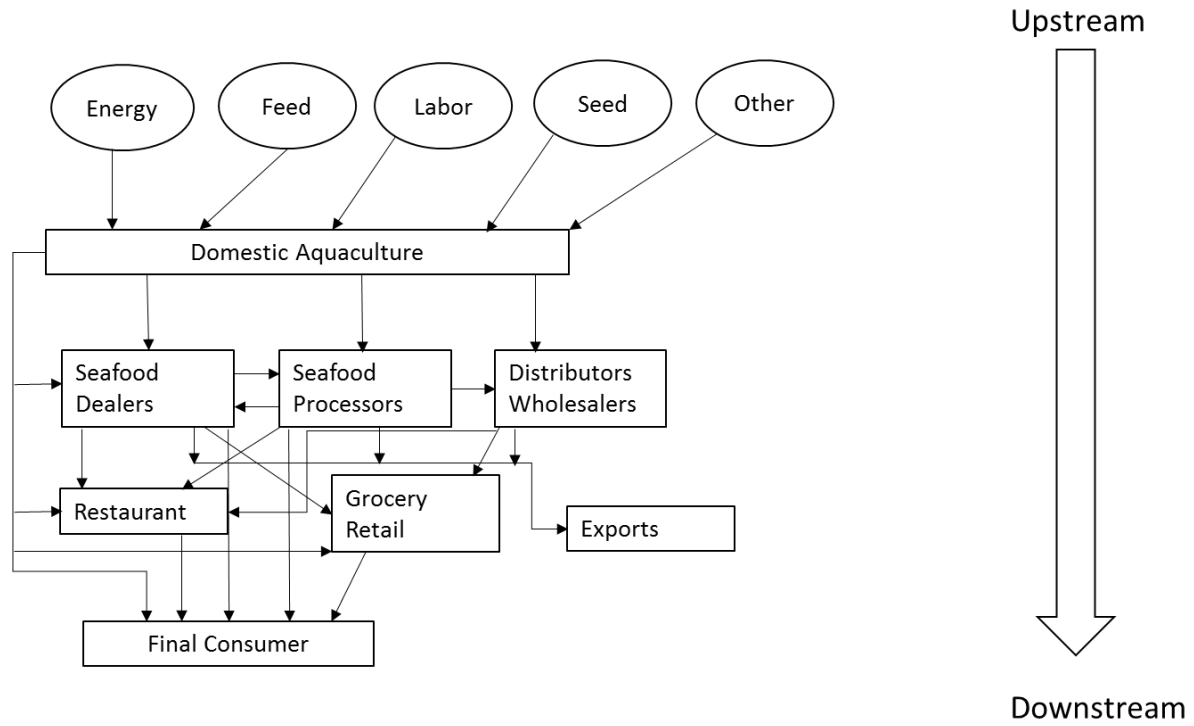 Upstream
Energy
Feed
Labor
Seed
Other
Domestic Aquaculture
Seafood
Dealers
Seafood
Processors
Distributors
Wholesalers
Restaurant
Grocery
Retail
Exports
Final Consumer
Downstream